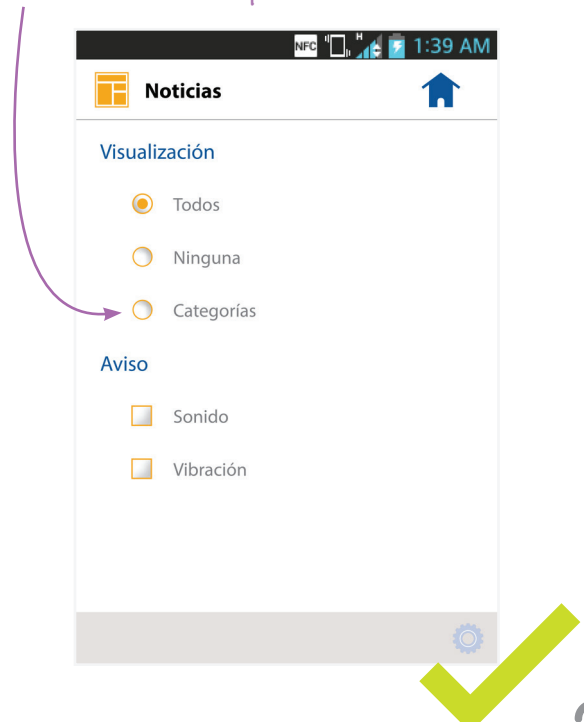 NFC H 1:39 AM
Noticias
Visualización
Todos
Ninguna
Categorías
Aviso
Sonido
Vibración